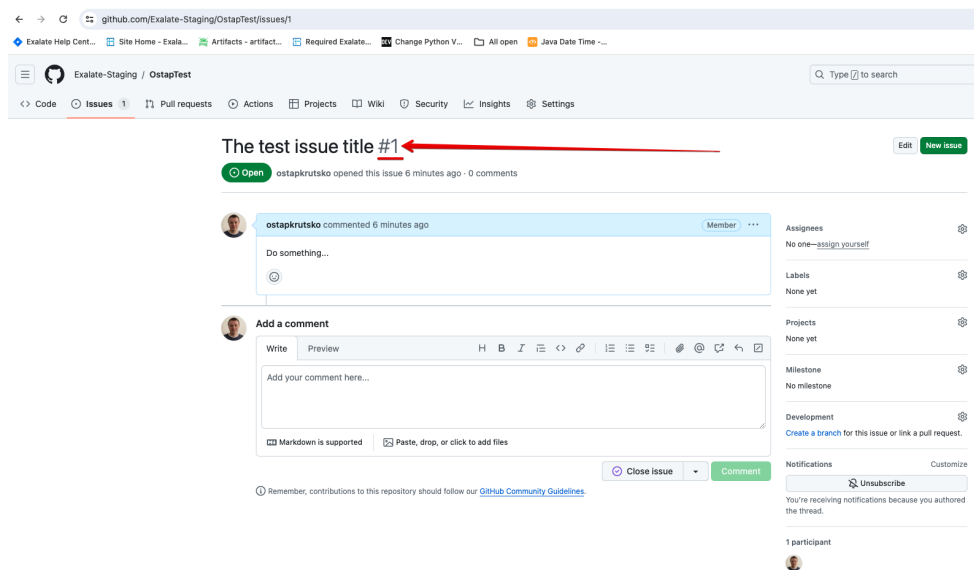 github.com/Exalate-Staging/OstapTest/issues/1
Exalate Help Cent... Site Home - Exala... Artifacts - artifact... Required Exalate... DEV Change Python V... All open Java Date Time -...
Exalate-Staging / OstapTest
Type / to search
<> Code Issues 1 Pull requests Actions Projects Wiki Security Insights Settings
The test issue title #1
Edit New issue
Open ostapkrutsko opened this issue 6 minutes ago · 0 comments
ostapkrutsko commented 6 minutes ago Member ...
Do something...
Assignees
No one—assign yourself
Labels
None yet
Projects
None yet
Milestone
No milestone
Development
Create a branch for this issue or link a pull request.
Notifications Customize
Unsubscribe
You're receiving notifications because you authored
the thread.
1 participant
Add a comment
Write Preview H B I <> @
Add your comment here...
Markdown is supported Paste, drop, or click to add files
Close issue Comment
Remember, contributions to this repository should follow our GitHub Community Guidelines.